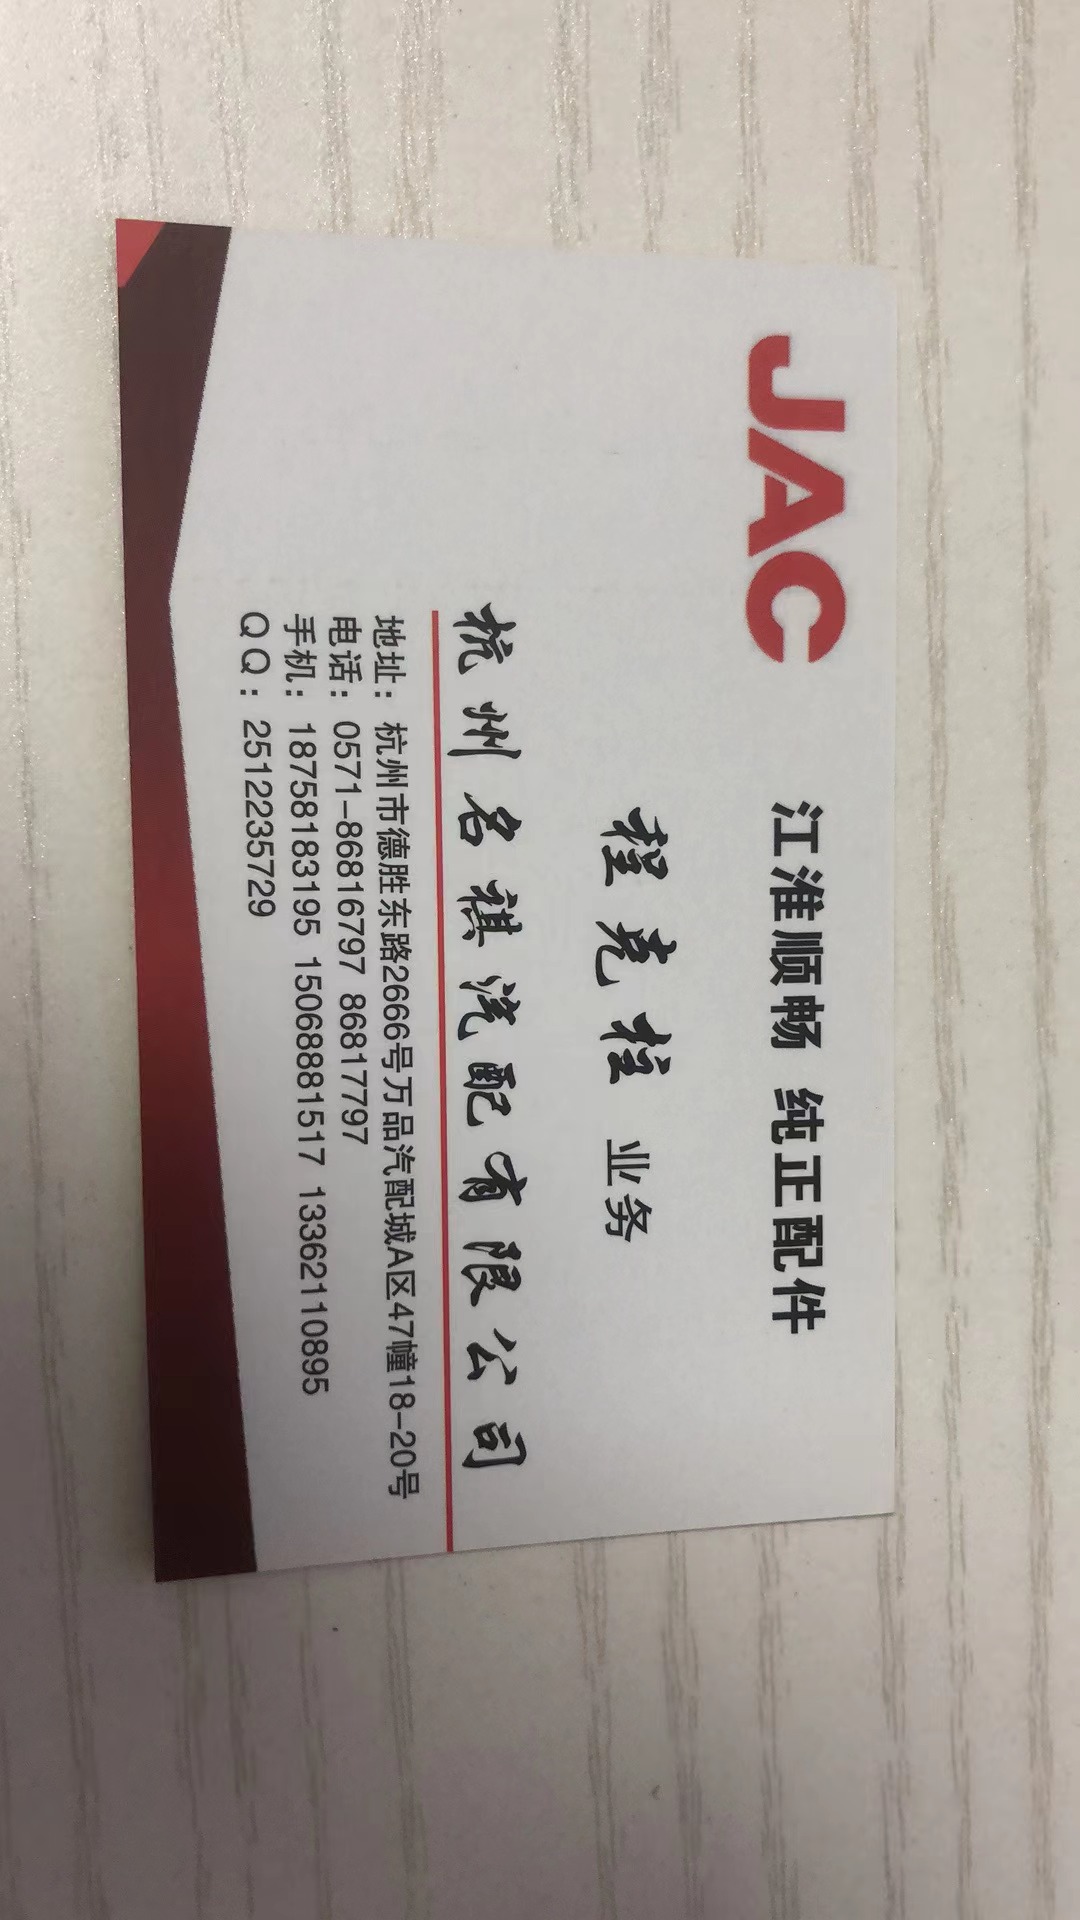 JAC
江淮顺畅 纯正配件
程克柱 业务
杭州名祺汽配有限公司
地址：杭州市德胜东路2666号万品汽配城A区47幢18-20号
电话：0571-86816797 86817797
手机：18758183195 15068881517 13362110895
QQ：2512235729